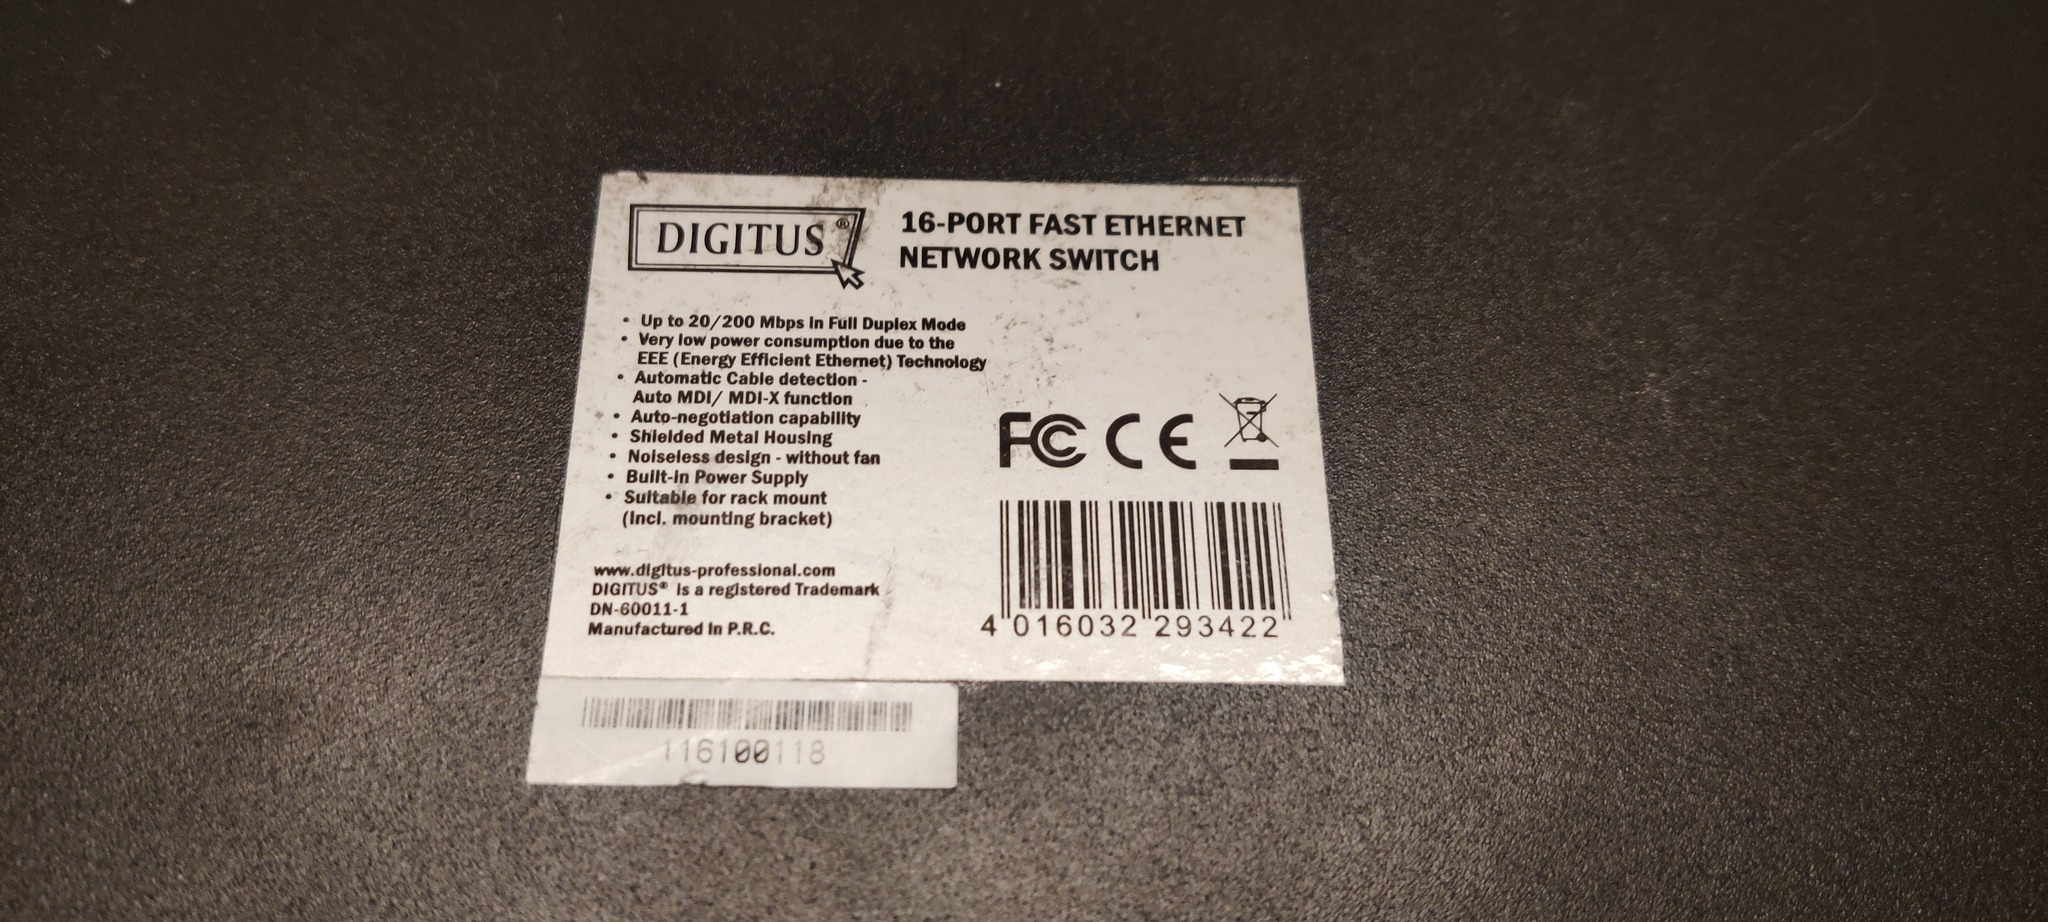 DIGITUS®
16-PORT FAST ETHERNET
NETWORK SWITCH
• Up to 20/200 Mbps in Full Duplex Mode
• Very low power consumption due to the
EEE (Energy Efficient Ethernet) Technology
• Automatic Cable detection -
Auto MDI/ MDI-X function
• Auto-negotiation capability
• Shielded Metal Housing
• Noiseless design - without fan
• Built-in Power Supply
• Suitable for rack mount
(Incl. mounting bracket)
FC CE
www.digitus-professional.com
DIGITUS® is a registered Trademark
DN-60011-1
Manufactured in P.R.C.
4 016032 293422
116100118